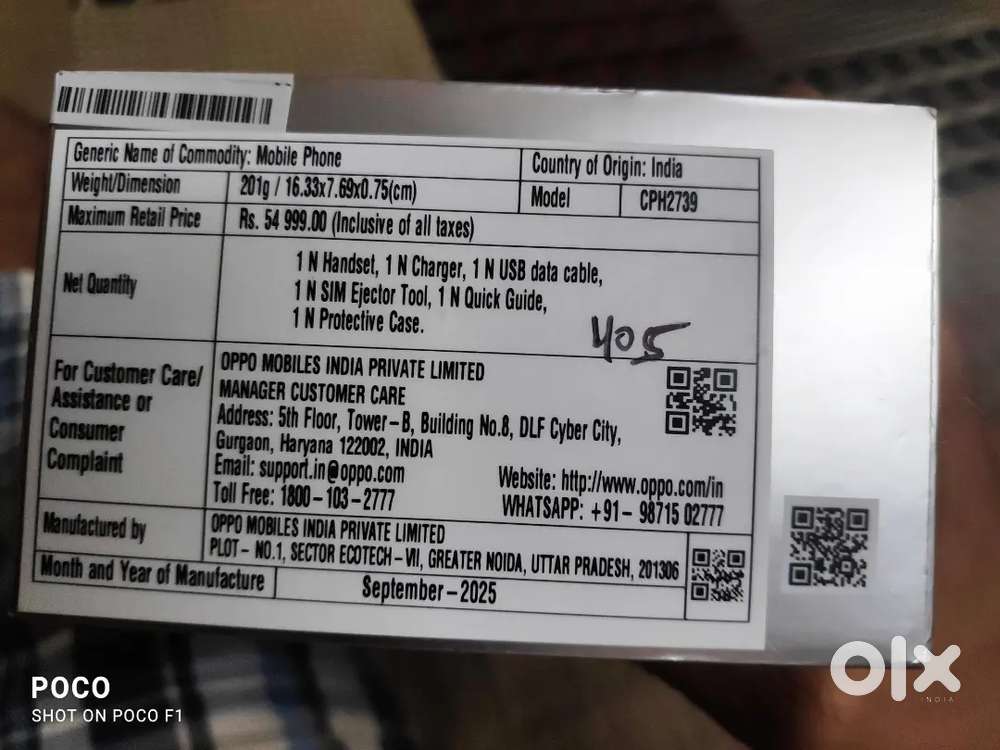 Generic Name of Commodity: Mobile Phone
Country of Origin: India
Weight/Dimension
201g / 16.33x7.69x0.75(cm)
Model
CPH2739
Maximum Retail Price
Rs. 54 999.00 (Inclusive of all taxes)
Net Quantity
1 N Handset, 1 N Charger, 1 N USB data cable,
1 N SIM Ejector Tool, 1 N Quick Guide,
1 N Protective Case.
405
For Customer Care/
Assistance or
Consumer
Complaint
OPPO MOBILES INDIA PRIVATE LIMITED
MANAGER CUSTOMER CARE
Address: 5th Floor, Tower-B, Building No.8, DLF Cyber City,
Gurgaon, Haryana 122002, INDIA
Email: support.in@oppo.com
Website: http://www.oppo.com/in
Toll Free: 1800-103-2777
WHATSAPP: +91- 98715 02777
Manufactured by
OPPO MOBILES INDIA PRIVATE LIMITED
PLOT- NO.1, SECTOR ECOTECH-VII, GREATER NOIDA, UTTAR PRADESH, 201306
Month and Year of Manufacture
September-2025
POCO
SHOT ON POCO F1
olx
INDIA